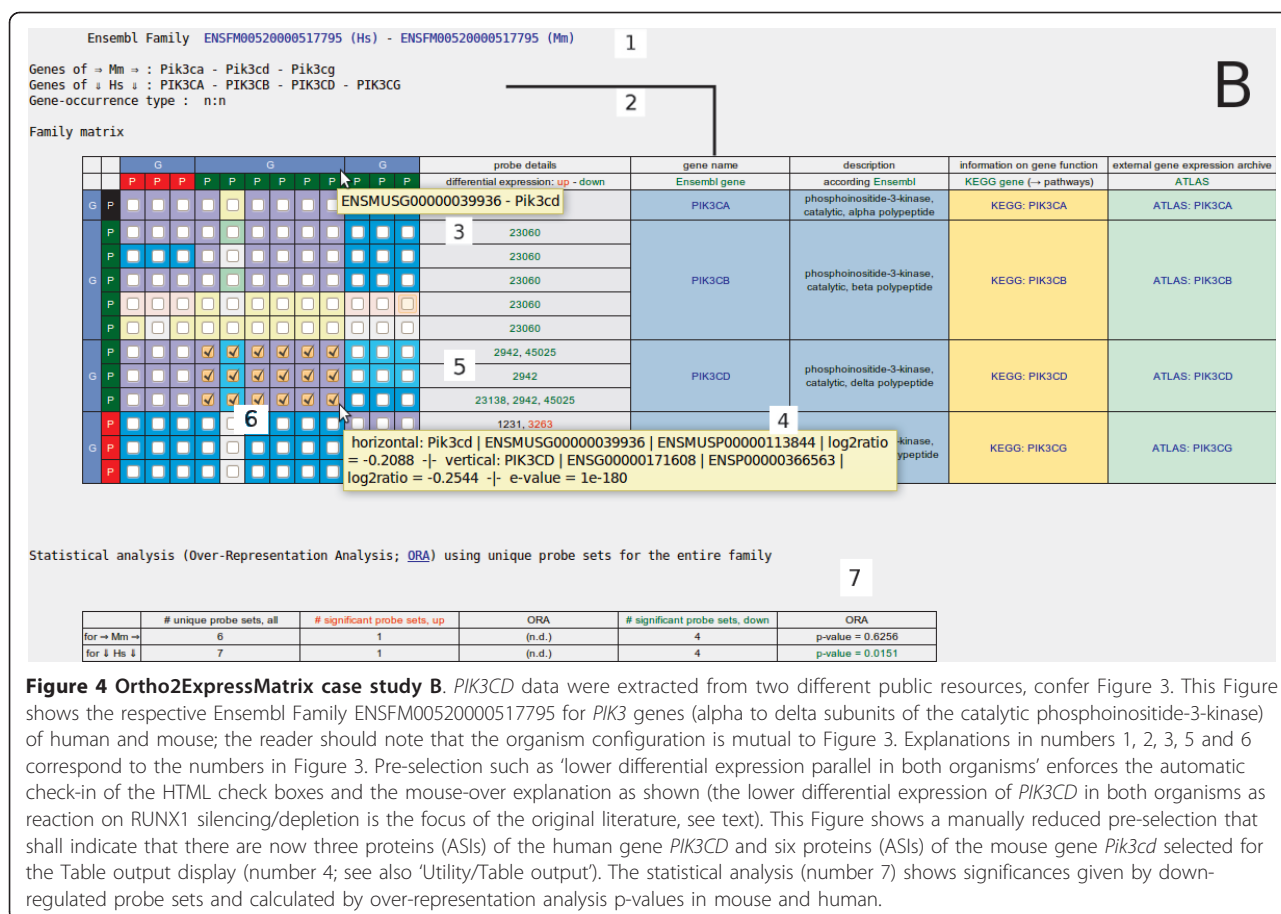 Ensembl Family ENSFM00520000517795 (Hs) - ENSFM00520000517795 (Mm)
1
B
Genes of ⇒ Mm ⇒ : Pik3ca - Pik3cd - Pik3cg
Genes of ⇓ Hs ⇓ : PIK3CA - PIK3CB - PIK3CD - PIK3CG
Gene-occurrence type : n:n
2
Family matrix
G G G probe details gene name description information on gene function external gene expression archive
P P P P P P P P P P P P differential expression: up - down Ensembl gene according Ensembl KEGG gene (→ pathways) ATLAS
ENSMUSG00000039936 - Pik3cd
G P PIK3CA phosphoinositide-3-kinase, catalytic, alpha polypeptide KEGG: PIK3CA ATLAS: PIK3CA
3
P 23060
P 23060
G P 23060 PIK3CB phosphoinositide-3-kinase, catalytic, beta polypeptide KEGG: PIK3CB ATLAS: PIK3CB
P 23060
P 23060
P 2942, 45025
5
G P 2942 PIK3CD phosphoinositide-3-kinase, catalytic, delta polypeptide KEGG: PIK3CD ATLAS: PIK3CD
P 23138, 2942, 45025
6
4
P 1231, 3263
G P PIK3CG KEGG: PIK3CG ATLAS: PIK3CG
P
horizontal: Pik3cd | ENSMUSG00000039936 | ENSMUSP00000113844 | log2ratio
= -0.2088 -|- vertical: PIK3CD | ENSG00000171608 | ENSP00000366563 |
log2ratio = -0.2544 -|- e-value = 1e-180
Statistical analysis (Over-Representation Analysis; ORA) using unique probe sets for the entire family
7
# unique probe sets, all # significant probe sets, up ORA # significant probe sets, down ORA
for → Mm → 6 1 (n.d.) 4 p-value = 0.6256
for ⇓ Hs ⇓ 7 1 (n.d.) 4 p-value = 0.0151
Figure 4 Ortho2ExpressMatrix case study B. PIK3CD data were extracted from two different public resources, confer Figure 3. This Figure
shows the respective Ensembl Family ENSFM00520000517795 for PIK3 genes (alpha to delta subunits of the catalytic phosphoinositide-3-kinase)
of human and mouse; the reader should note that the organism configuration is mutual to Figure 3. Explanations in numbers 1, 2, 3, 5 and 6
correspond to the numbers in Figure 3. Pre-selection such as 'lower differential expression parallel in both organisms' enforces the automatic
check-in of the HTML check boxes and the mouse-over explanation as shown (the lower differential expression of PIK3CD in both organisms as
reaction on RUNX1 silencing/depletion is the focus of the original literature, see text). This Figure shows a manually reduced pre-selection that
shall indicate that there are now three proteins (ASIs) of the human gene PIK3CD and six proteins (ASIs) of the mouse gene Pik3cd selected for
the Table output display (number 4; see also 'Utility/Table output'). The statistical analysis (number 7) shows significances given by down-
regulated probe sets and calculated by over-representation analysis p-values in mouse and human.